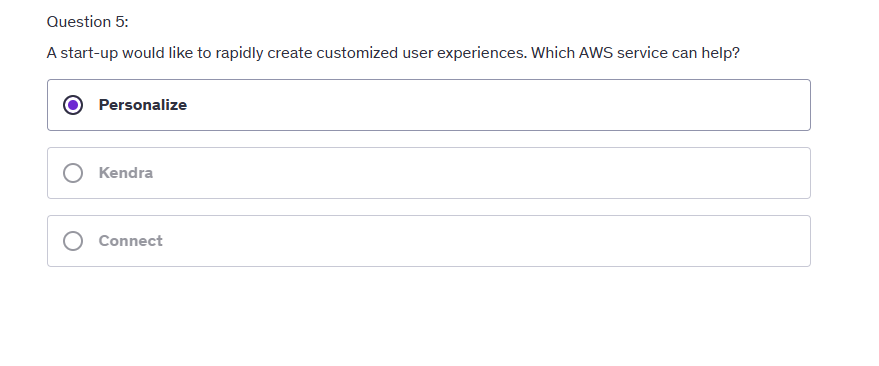 Question 5:
A start-up would like to rapidly create customized user experiences. Which AWS service can help?
Personalize
Kendra
Connect